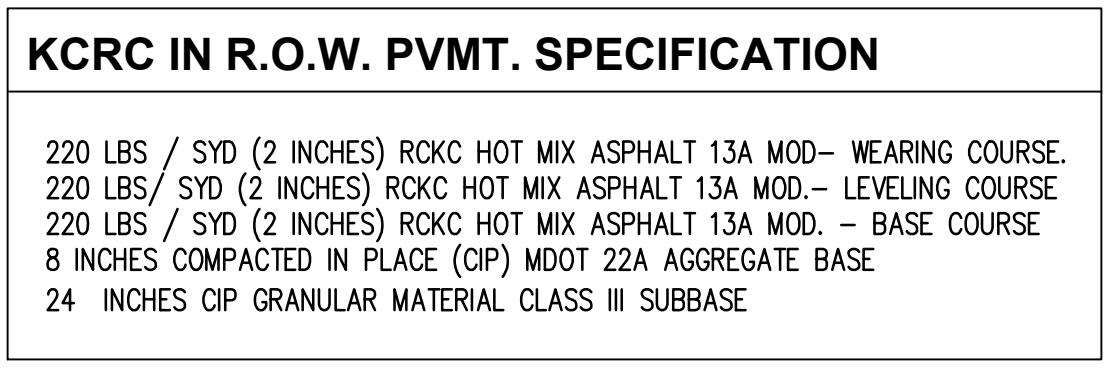 KCRC IN R.O.W. PVMT. SPECIFICATION
220 LBS / SYD (2 INCHES) RCKC HOT MIX ASPHALT 13A MOD– WEARING COURSE.
220 LBS/ SYD (2 INCHES) RCKC HOT MIX ASPHALT 13A MOD.– LEVELING COURSE
220 LBS / SYD (2 INCHES) RCKC HOT MIX ASPHALT 13A MOD. – BASE COURSE
8 INCHES COMPACTED IN PLACE (CIP) MDOT 22A AGGREGATE BASE
24 INCHES CIP GRANULAR MATERIAL CLASS III SUBBASE